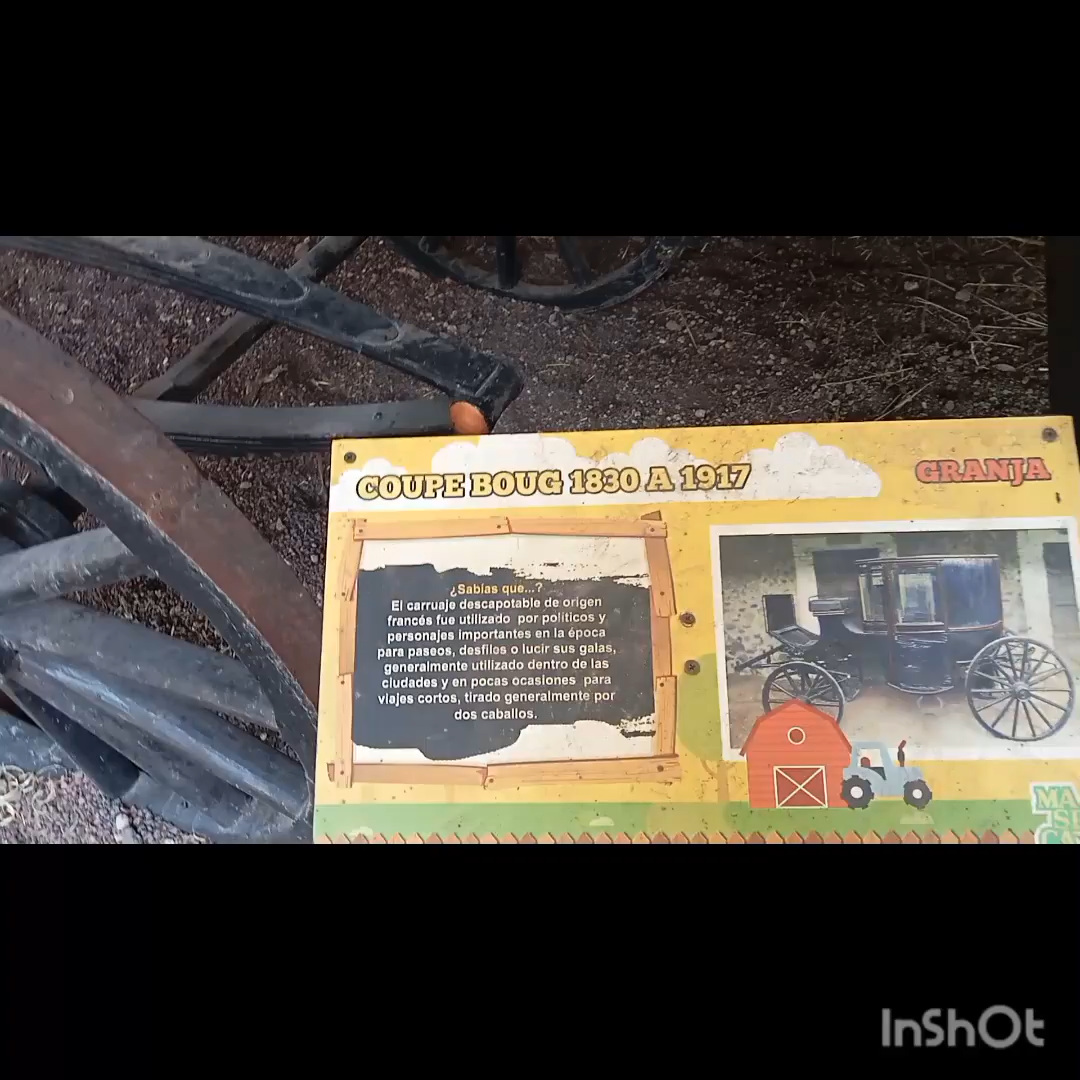 COUPE BOUG 1830 A 1917
GRANJA
¿Sabías que...?
El carruaje descapotable de origen
francés fue utilizado por políticos y
personajes importantes en la época
para paseos, desfiles o lucir sus galas,
generalmente utilizado dentro de las
ciudades y en pocas ocasiones para
viajes cortos, tirado generalmente por
dos caballos.
InShOt